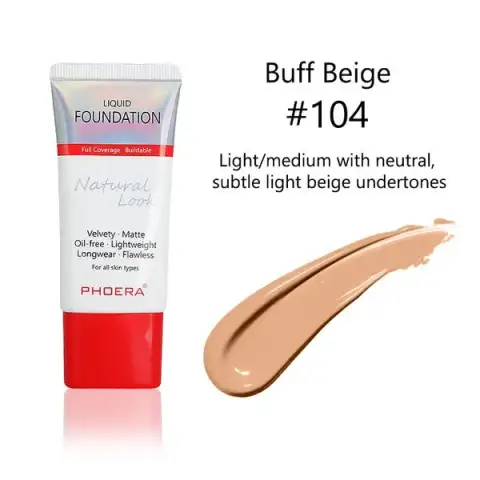 LIQUID
FOUNDATION
Full Coverage Buildable
Natural
Look
Velvety · Matte
Oil-free · Lightweight
Longwear · Flawless
For all skin types
PHOERA®
Buff Beige
#104
Light/medium with neutral,
subtle light beige undertones